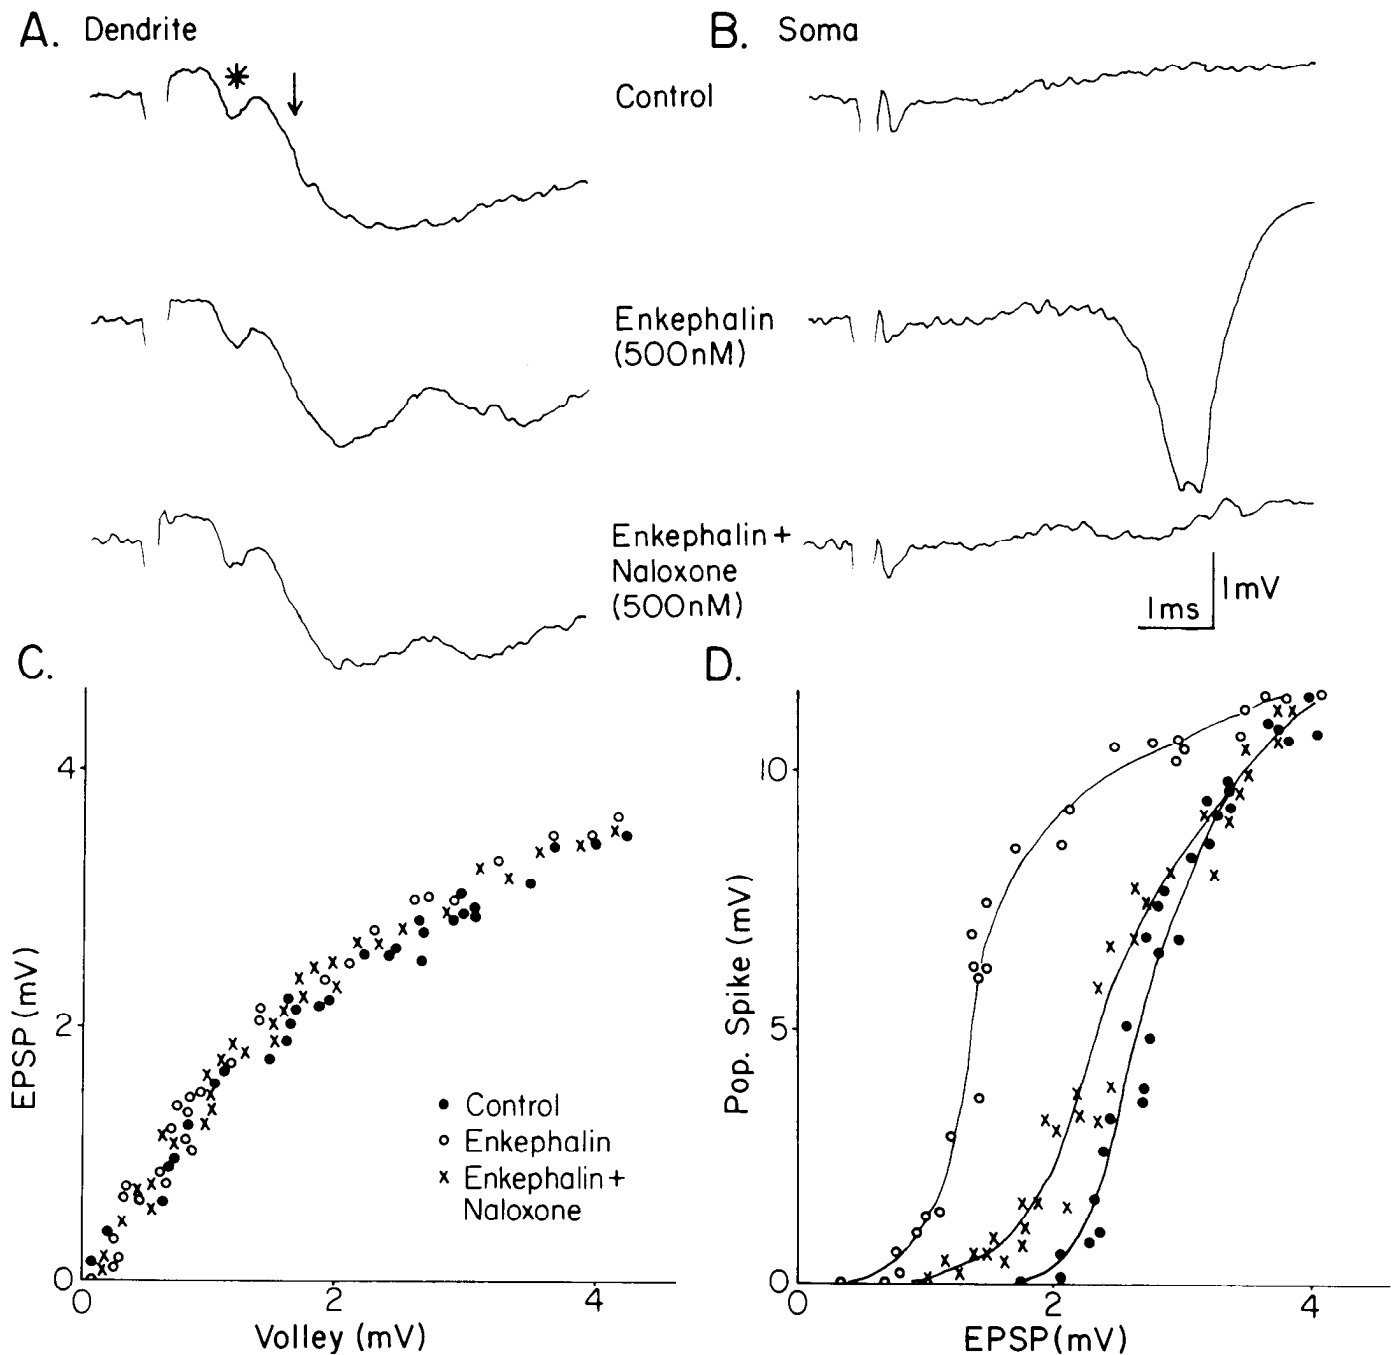 A. Dendrite
B. Soma
*
Control
Enkephalin
(500nM)
Enkephalin +
Naloxone
(500nM)
1mV
1ms
C.
4
2
0
EPSP (mV)
2
4
Volley (mV)
Control
Enkephalin
Enkephalin +
Naloxone
D.
10
5
0
Pop. Spike (mV)
0
2
4
EPSP (mV)